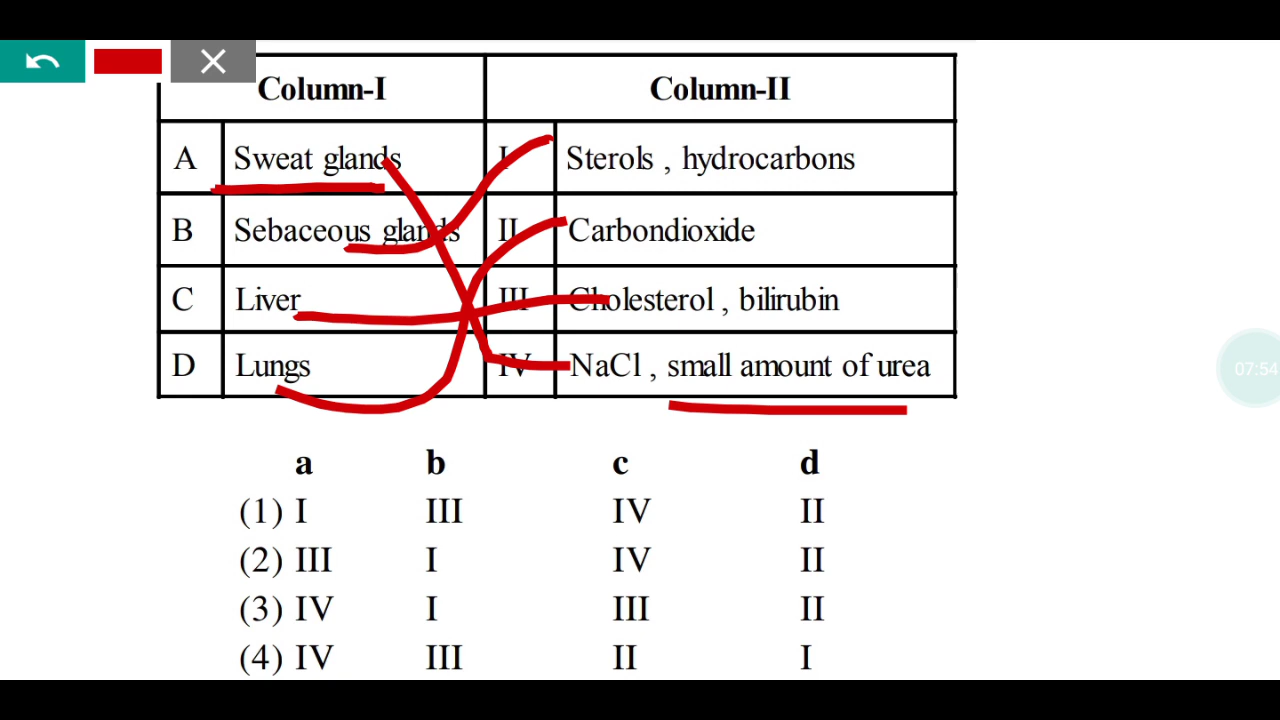 Column-I Column-II
A Sweat glands I Sterols , hydrocarbons
B Sebaceous glands II Carbondioxide
C Liver III Cholesterol , bilirubin
D Lungs IV NaCl , small amount of urea
a b c d
(1) I III IV II
(2) III I IV II
(3) IV I III II
(4) IV III II I
07:54